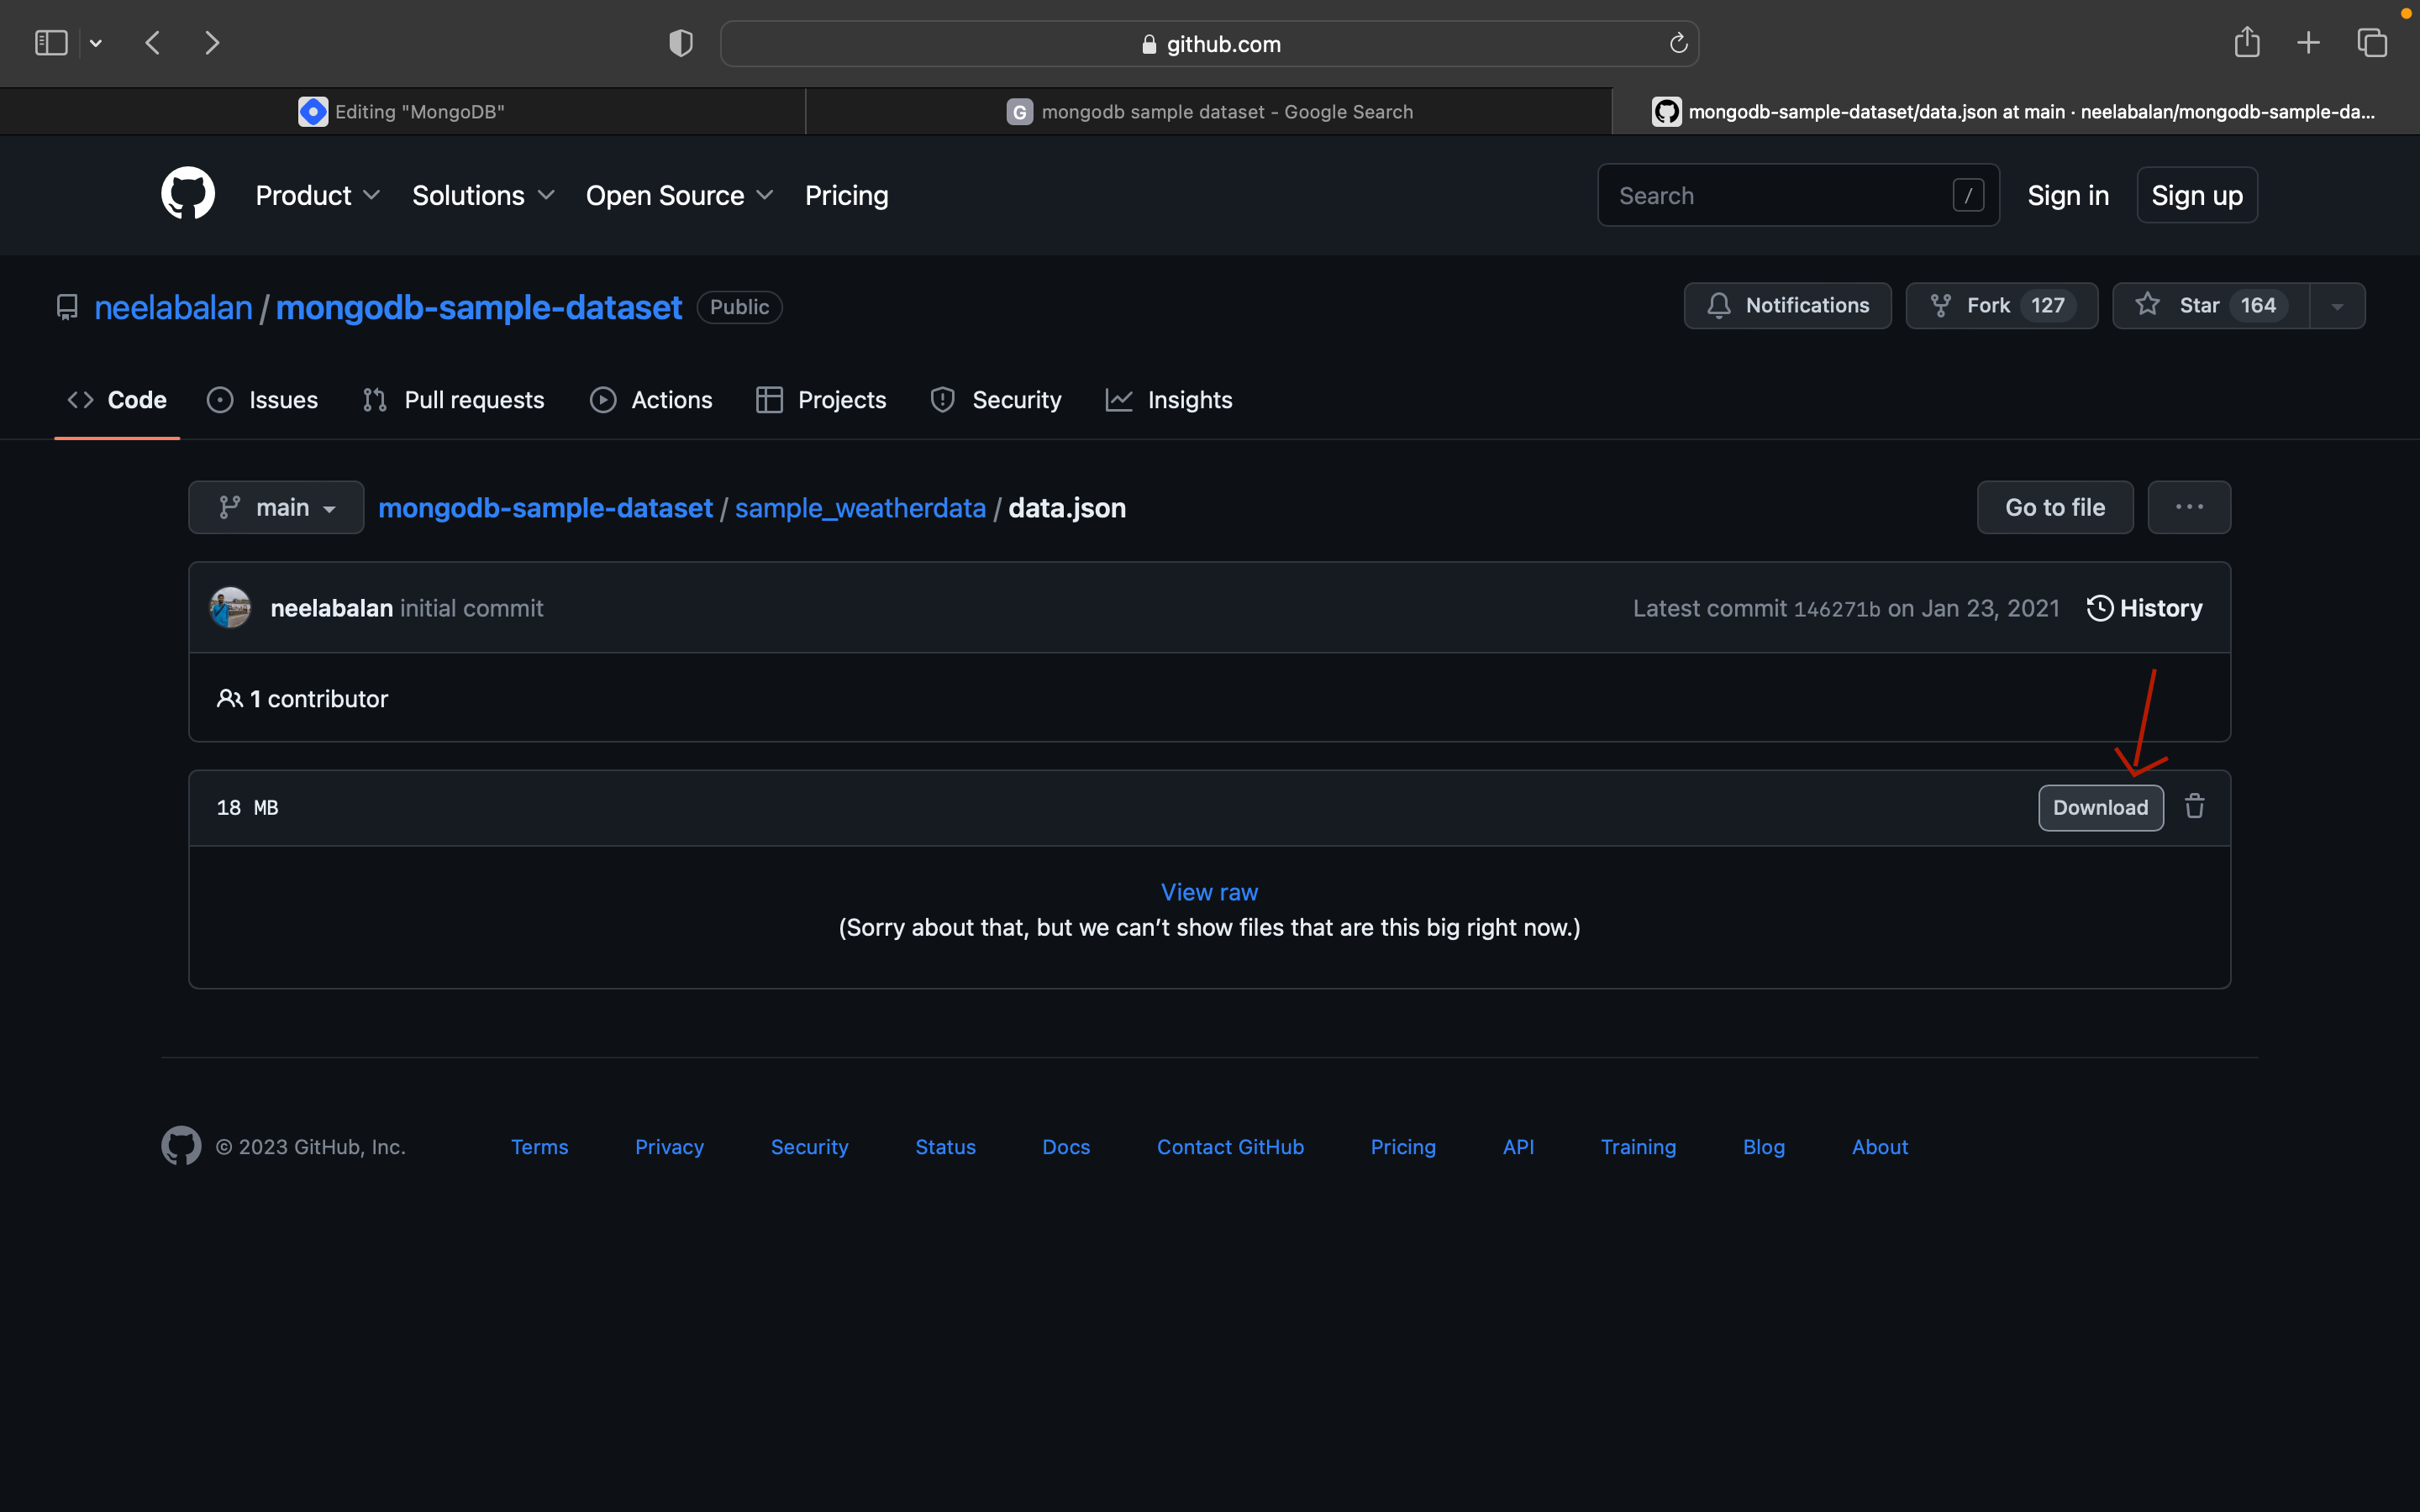 github.com
Editing "MongoDB"
G mongodb sample dataset - Google Search
mongodb-sample-dataset/data.json at main · neelabalan/mongodb-sample-da...
Product Solutions Open Source Pricing
Search /
Sign in
Sign up
neelabalan / mongodb-sample-dataset Public
Notifications
Fork 127
Star 164
Code Issues Pull requests Actions Projects Security Insights
main mongodb-sample-dataset / sample_weatherdata / data.json
Go to file
...
neelabalan initial commit
Latest commit 146271b on Jan 23, 2021 History
1 contributor
18 MB
Download
View raw
(Sorry about that, but we can’t show files that are this big right now.)
© 2023 GitHub, Inc. Terms Privacy Security Status Docs Contact GitHub Pricing API Training Blog About